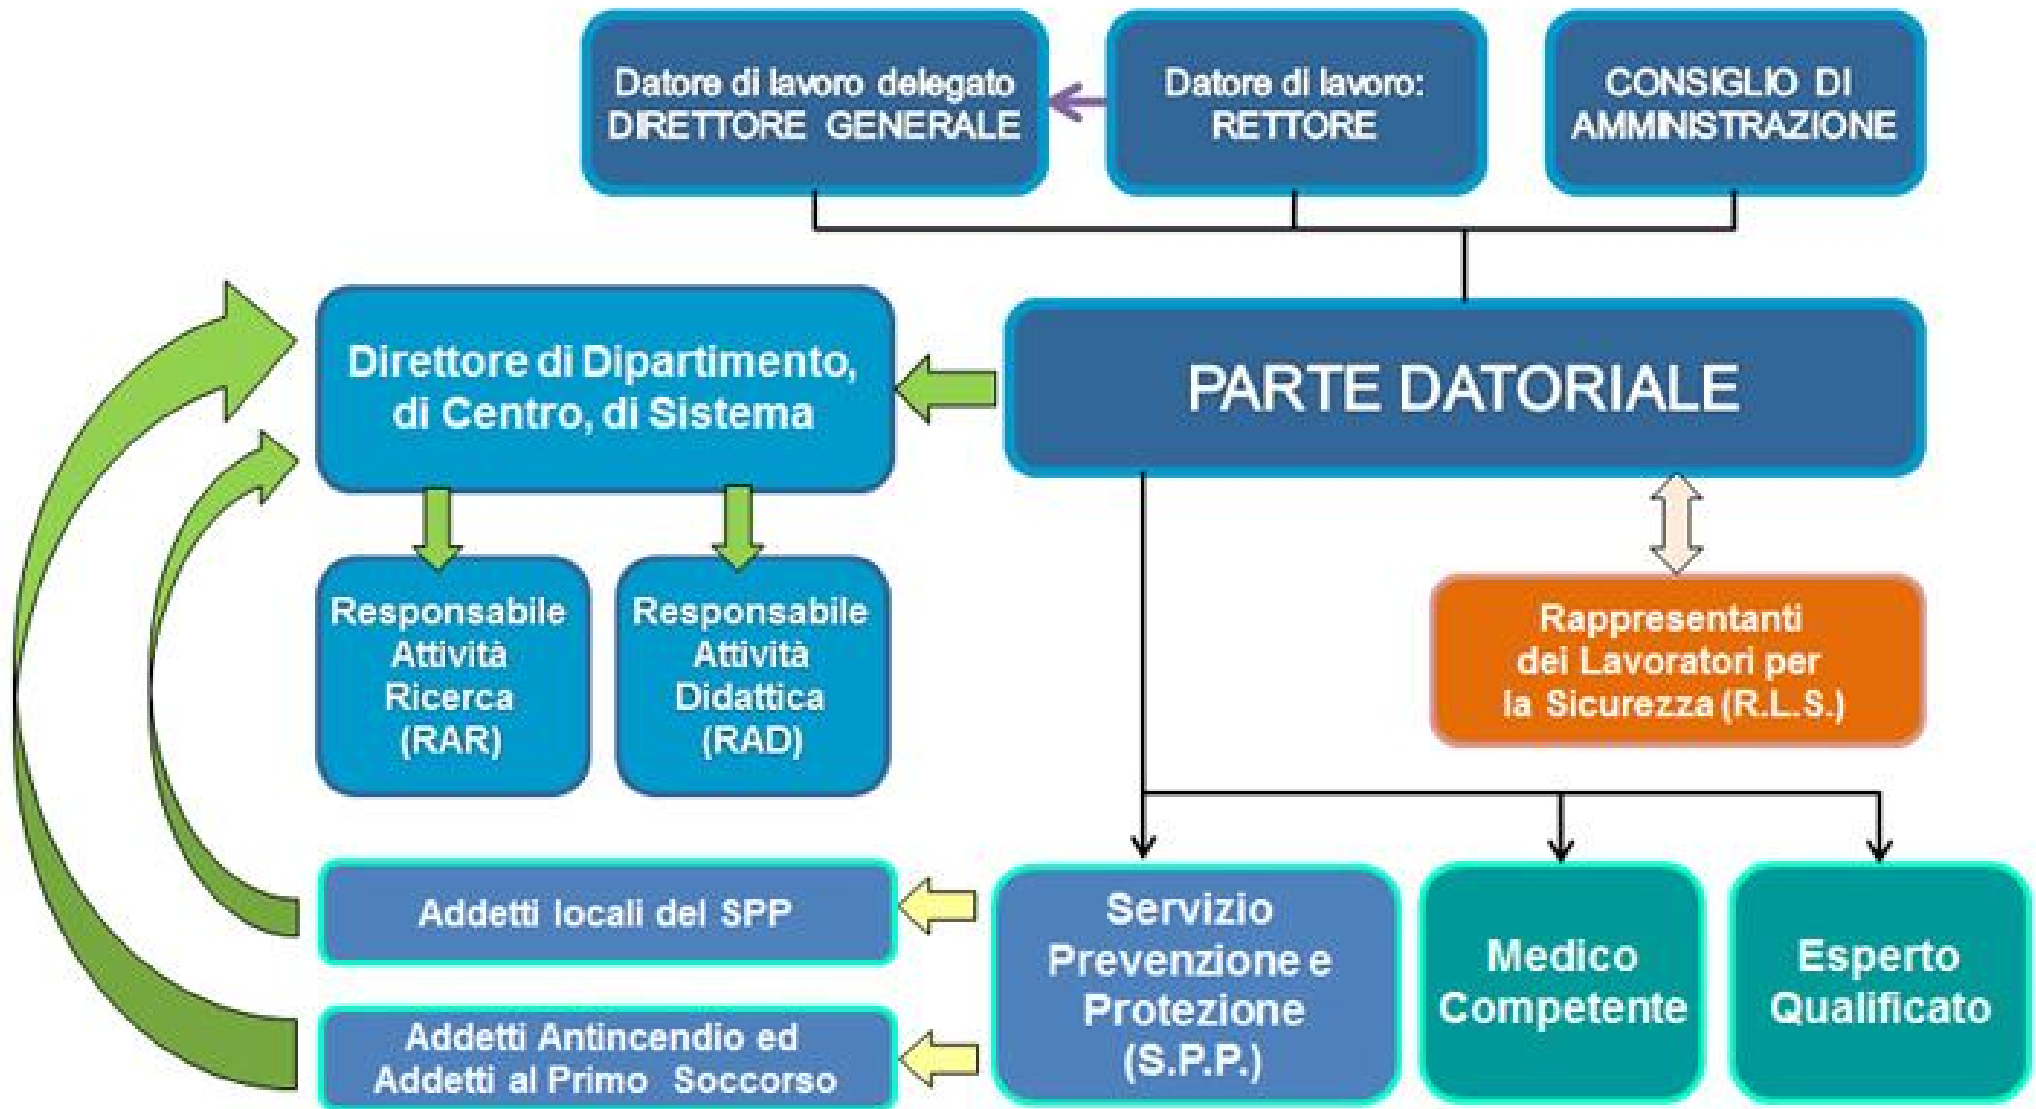 Datore di lavoro delegato
DIRETTORE GENERALE
Datore di lavoro:
RETTORE
CONSIGLIO DI
AMMINISTRAZIONE
Direttore di Dipartimento,
di Centro, di Sistema
PARTE DATORIALE
Responsabile
Attività
Ricerca
(RAR)
Responsabile
Attività
Didattica
(RAD)
Rappresentanti
dei Lavoratori per
la Sicurezza (R.L.S.)
Addetti locali del SPP
Addetti Antincendio ed
Addetti al Primo Soccorso
Servizio
Prevenzione e
Protezione
(S.P.P.)
Medico
Competente
Esperto
Qualificato